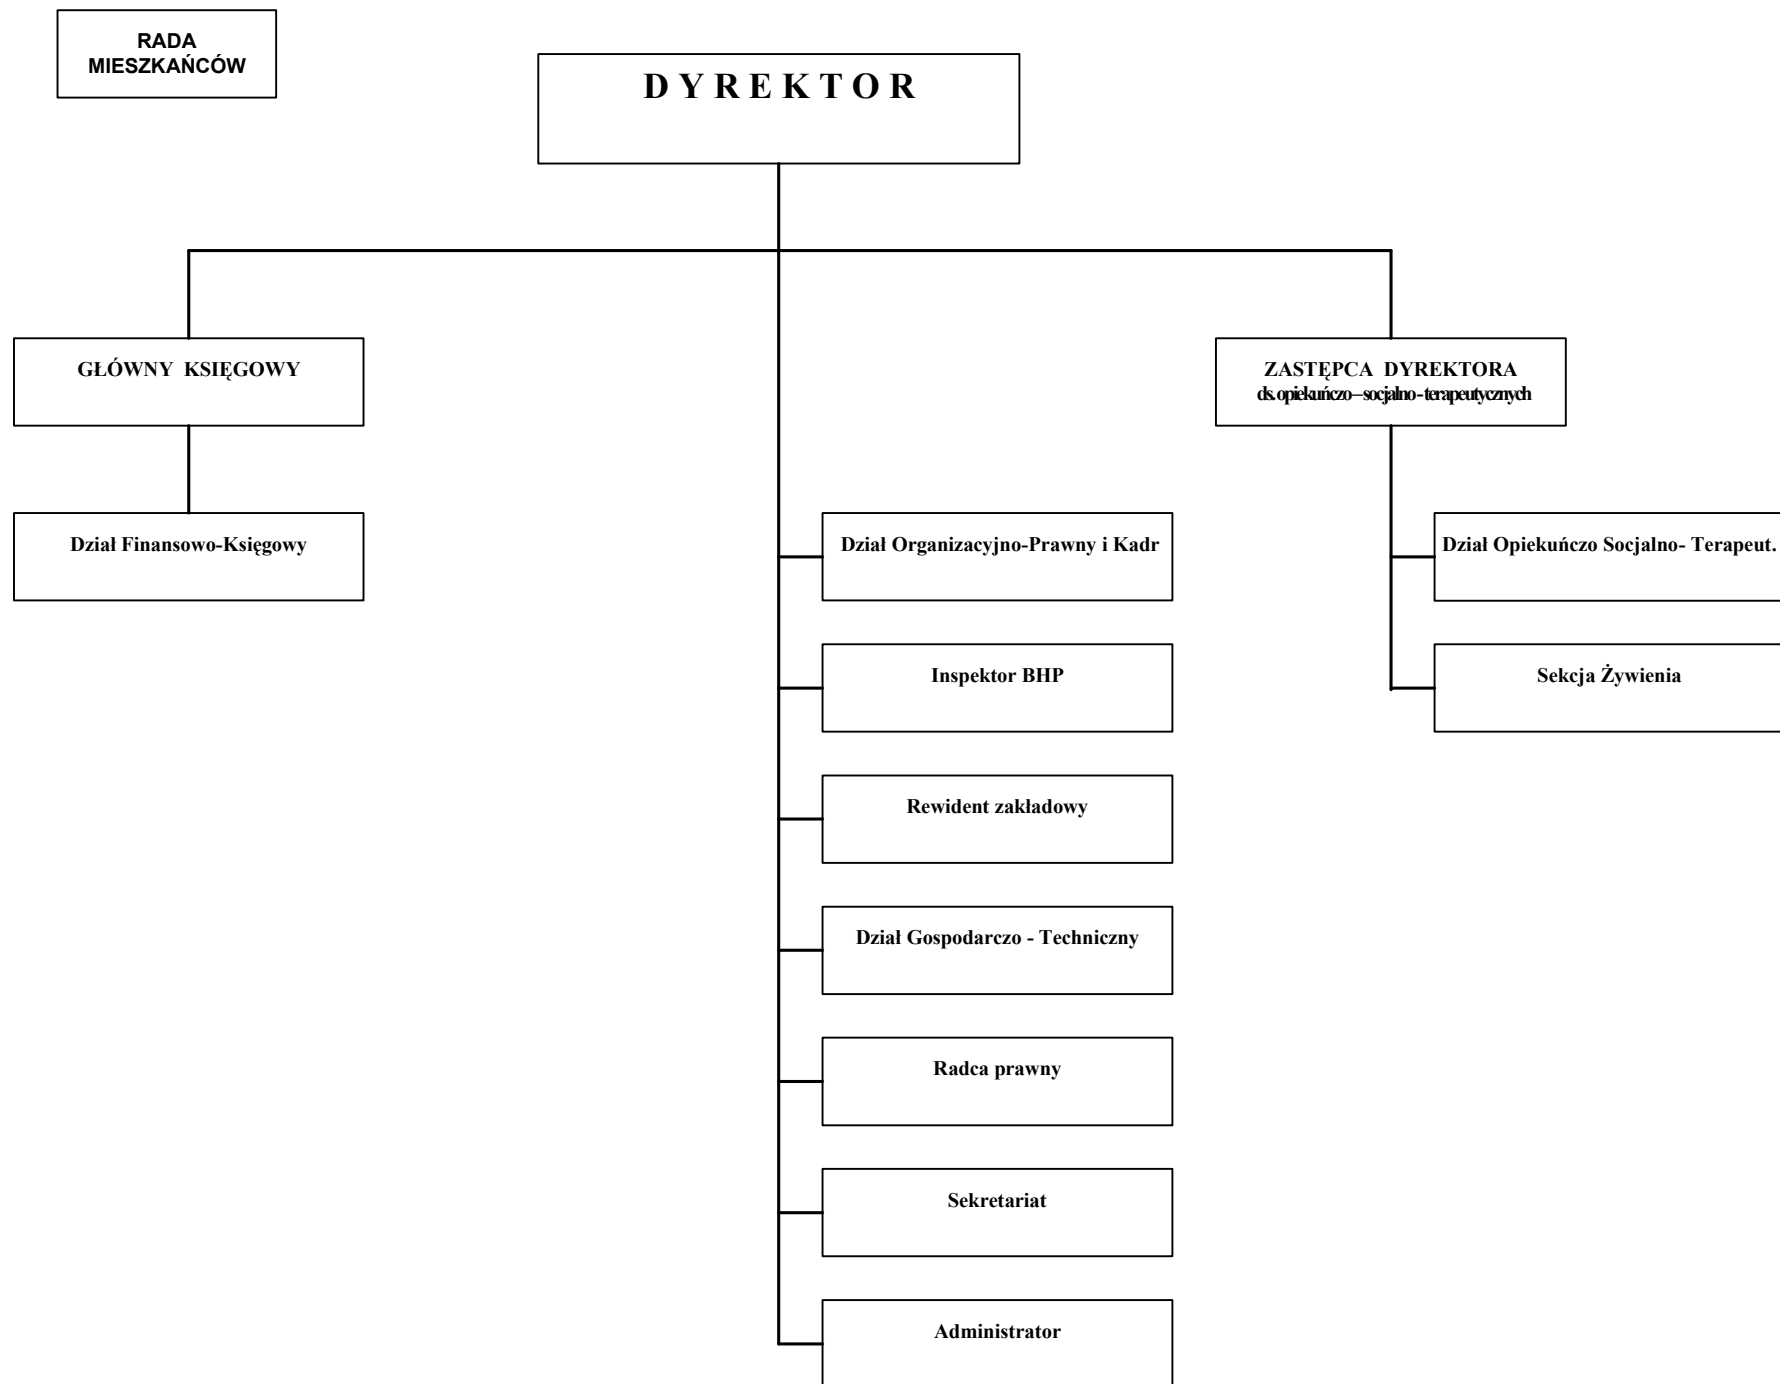 RADA
MIESZKAŃCÓW
D Y R E K T O R
GŁÓWNY KSIĘGOWY
ZASTĘPCA DYREKTORA
ds.opiekuńczo–socjalno-terapeutycznych
Dział Finansowo-Księgowy
Dział Organizacyjno-Prawny i Kadr
Dział Opiekuńczo Socjalno- Terapeut.
Inspektor BHP
Sekcja Żywienia
Rewident zakładowy
Dział Gospodarczo - Techniczny
Radca prawny
Sekretariat
Administrator